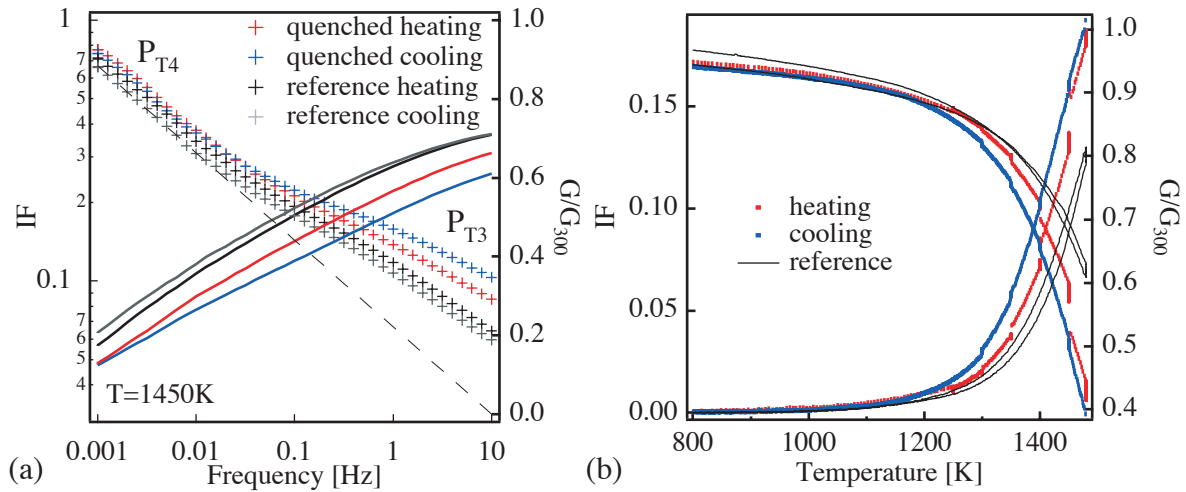 1
7
6
5
4
3
2
0.1
7
6
5
4
IF
P_T4
quenched heating
quenched cooling
reference heating
reference cooling
P_T3
T=1450K
1.0
0.8
0.6
0.4
0.2
0.0
G/G_300
0.001
0.01
0.1
1
10
Frequency [Hz]
(a)
0.15
0.10
0.05
0.00
IF
heating
cooling
reference
1.0
0.9
0.8
0.7
0.6
0.5
0.4
G/G_300
800
1000
1200
1400
Temperature [K]
(b)